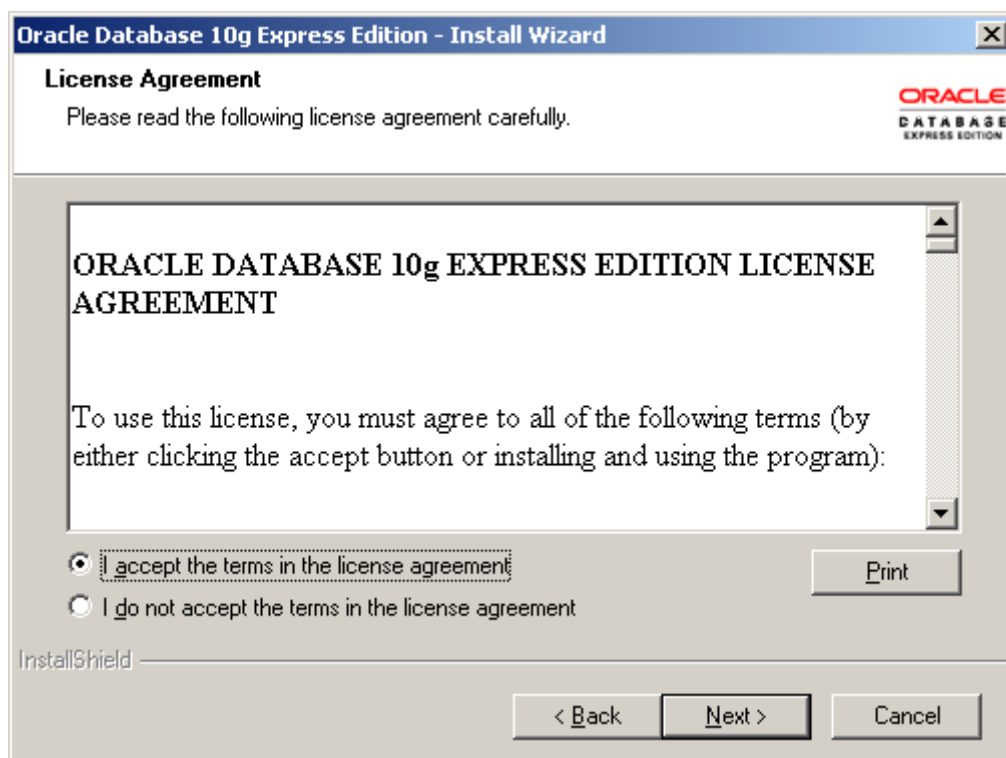 Oracle Database 10g Express Edition - Install Wizard
License Agreement
Please read the following license agreement carefully.
ORACLE
DATABASE
EXPRESS EDITION
ORACLE DATABASE 10g EXPRESS EDITION LICENSE
AGREEMENT
To use this license, you must agree to all of the following terms (by
either clicking the accept button or installing and using the program):
I accept the terms in the license agreement
Print
I do not accept the terms in the license agreement
InstallShield
< Back
Next >
Cancel